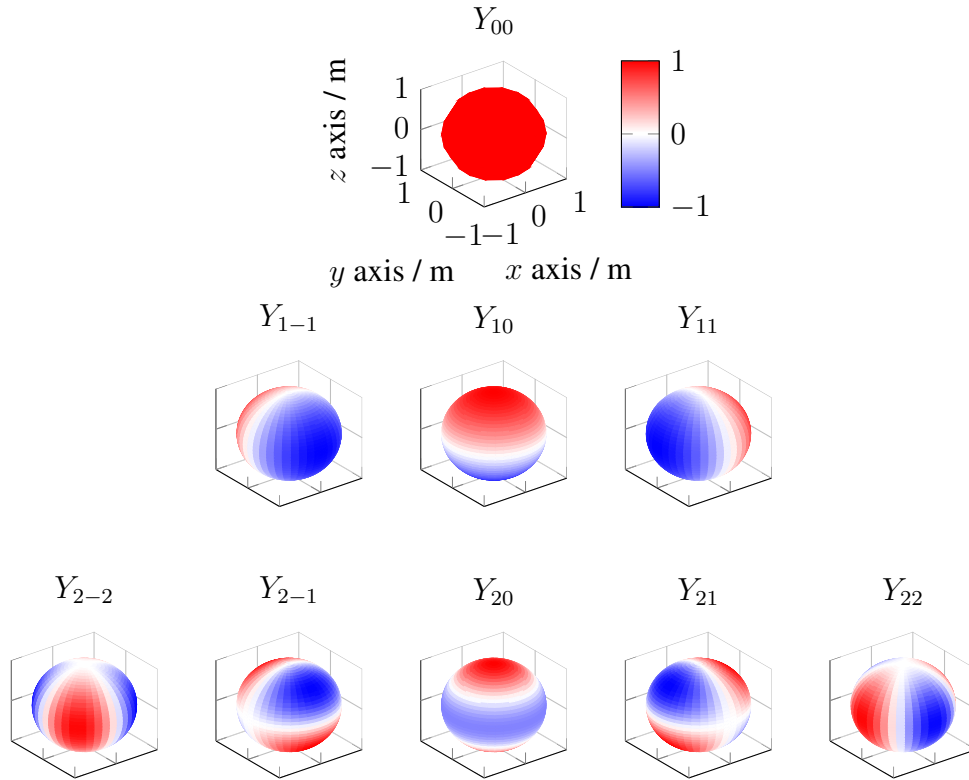 Y₀₀
z axis / m
1
0
−1
1
0
−1
−1
0
1
y axis / m
x axis / m
1
0
−1
Y₁₋₁
Y₁₀
Y₁₁
Y₂₋₂
Y₂₋₁
Y₂₀
Y₂₁
Y₂₂